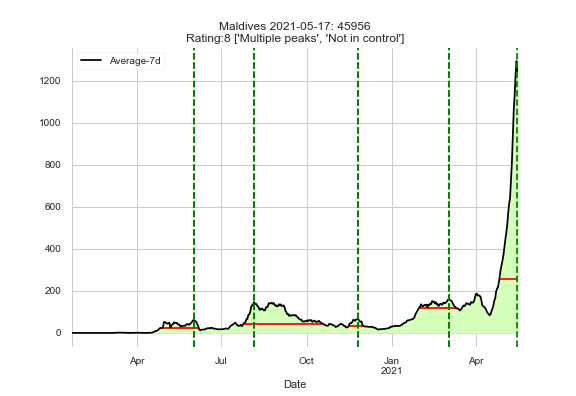 Maldives 2021-05-17: 45956
Rating:8 ['Multiple peaks', 'Not in control']
Average-7d
1200
1000
800
600
400
200
0
Apr Jul Oct Jan Apr
2021
Date